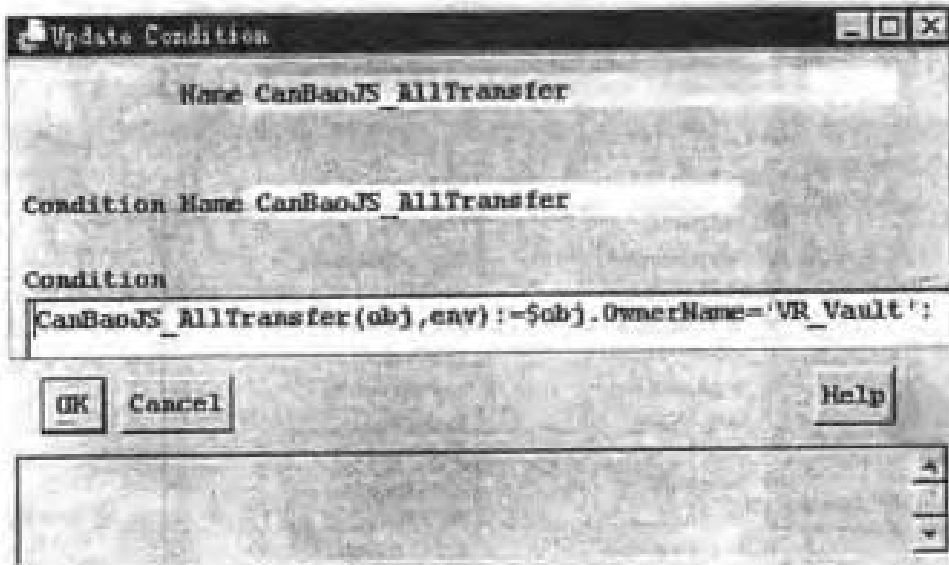 Update Condition
Name CanBaoJS_AllTransfer
Condition Name CanBaoJS_AllTransfer
Condition
CanBaoJS_AllTransfer(obj,env):=$obj.OwnerName='VR_Vault';
OK Cancel Help